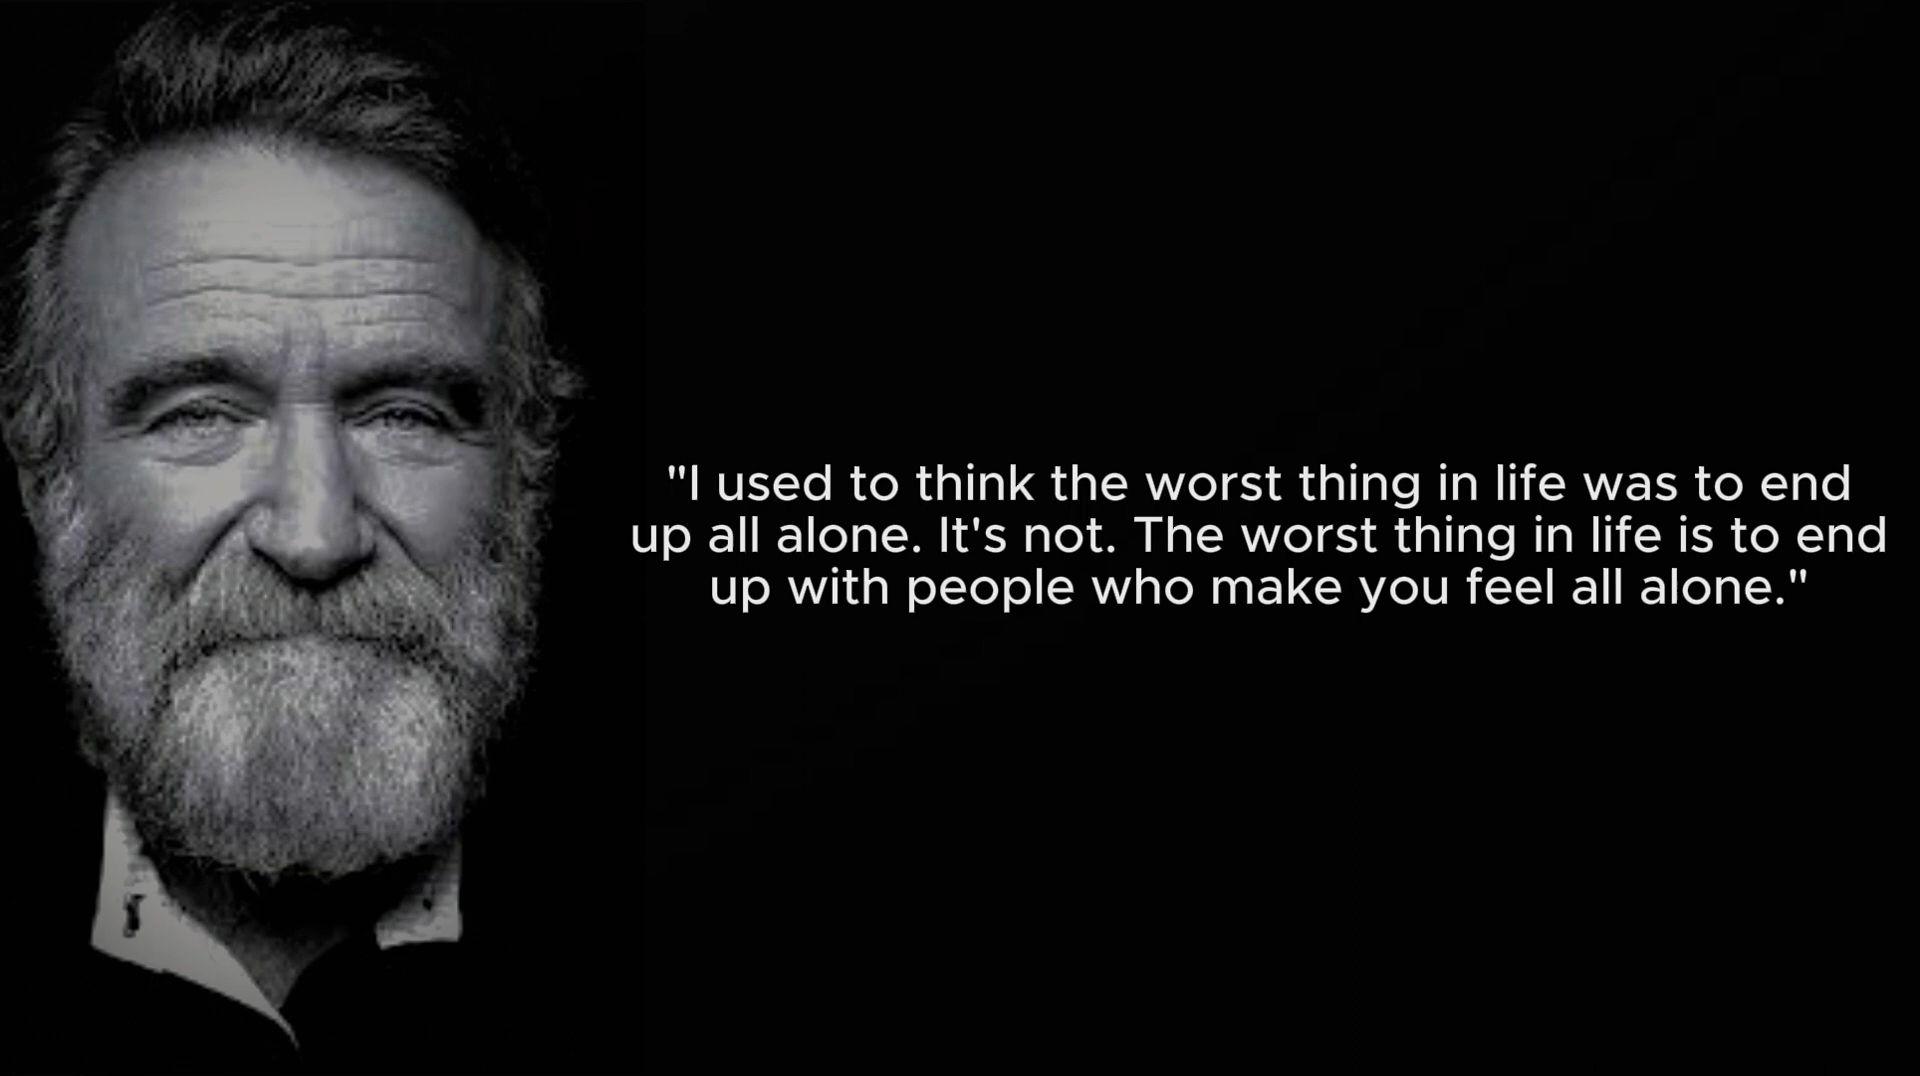 "I used to think the worst thing in life was to end
up all alone. It's not. The worst thing in life is to end
up with people who make you feel all alone."